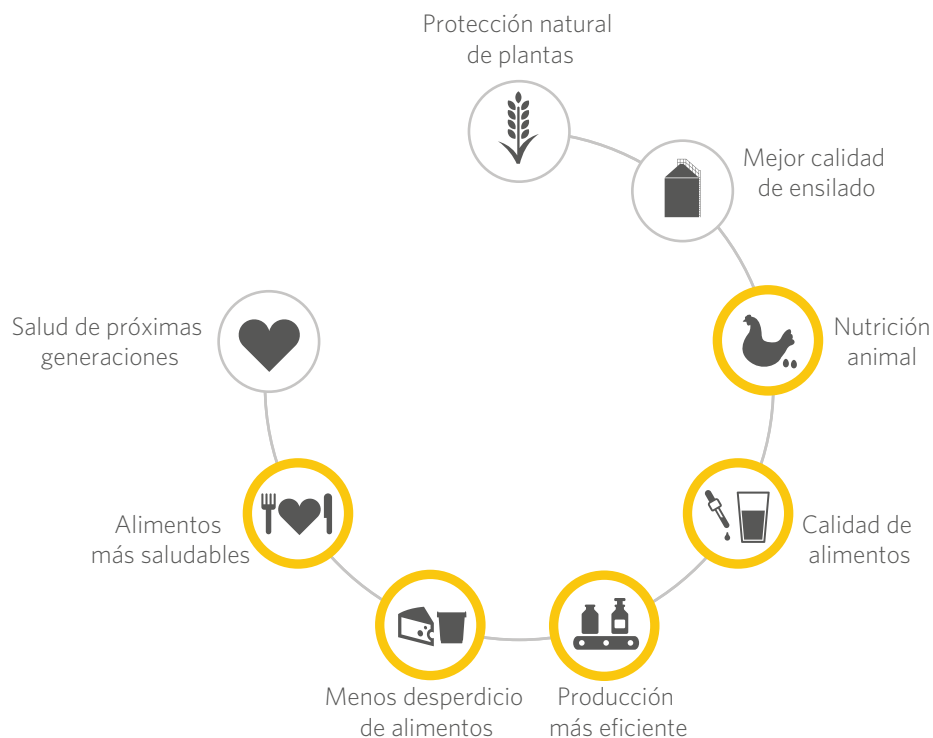 Protección natural
de plantas
Mejor calidad
de ensilado
Nutrición
animal
Calidad de
alimentos
Producción
más eficiente
Menos desperdicio
de alimentos
Alimentos
más saludables
Salud de próximas
generaciones